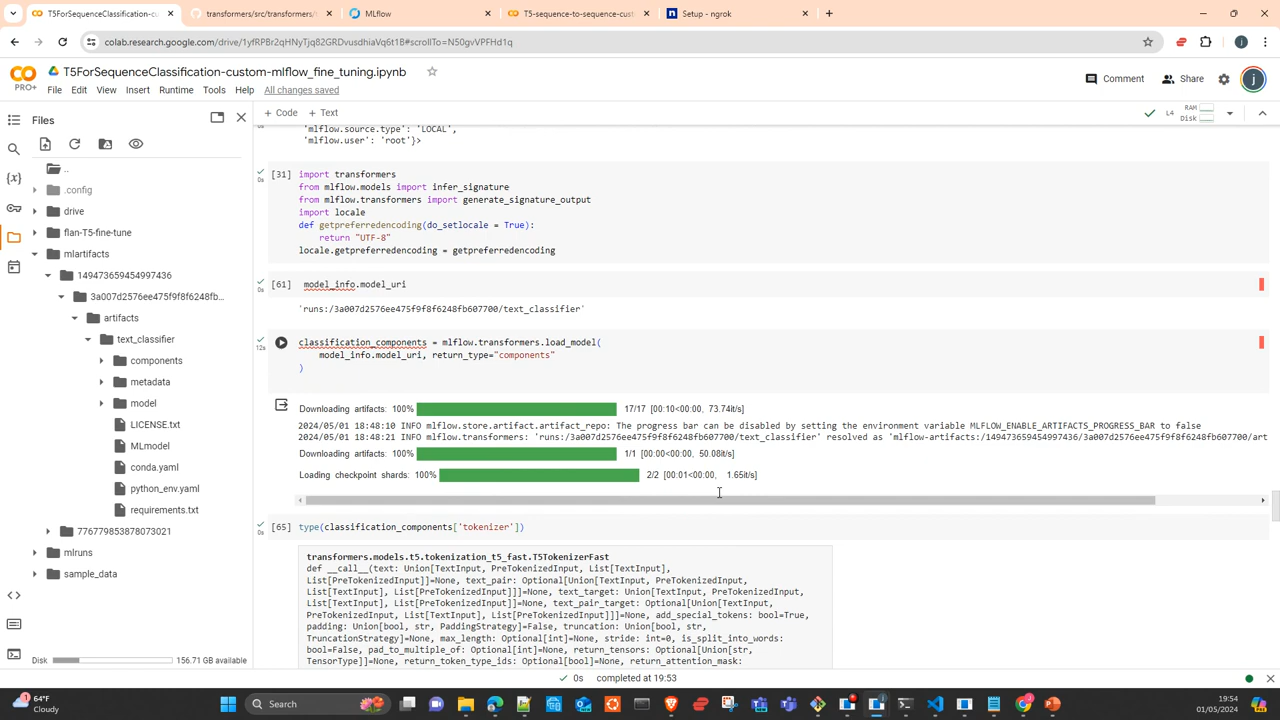 T5ForSequenceClassification-cu
transformers/src/transformers/
MLflow
T5-sequence-to-sequence-custo
Setup - ngrok
colab.research.google.com/drive/1yfRPBr2qHNyTjq82GRDvusdhiaVq6t1B#scrollTo=N50gvVPFHd1q
CO
PRO+
T5ForSequenceClassification-custom-mlflow_fine_tuning.ipynb
File Edit View Insert Runtime Tools Help All changes saved
Comment Share j
+ Code + Text
RAM
Disk
L4
Files
..
.config
drive
flan-T5-fine-tune
mlartifacts
149473659454997436
3a007d2576ee475f9f8f6248fb...
artifacts
text_classifier
components
metadata
model
LICENSE.txt
MLmodel
conda.yaml
python_env.yaml
requirements.txt
776779853878073021
mlruns
sample_data
Disk 156.71 GB available
'mlflow.source.type': 'LOCAL',
'mlflow.user': 'root'}>
[31] import transformers
0s
from mlflow.models import infer_signature
from mlflow.transformers import generate_signature_output
import locale
def getpreferredencoding(do_setlocale = True):
return "UTF-8"
locale.getpreferredencoding = getpreferredencoding
[61] model_info.model_uri
0s
'runs:/3a007d2576ee475f9f8f6248fb607700/text_classifier'
classification_components = mlflow.transformers.load_model(
12s
model_info.model_uri, return_type="components"
)
Downloading artifacts: 100% 17/17 [00:10<00:00, 73.74it/s]
2024/05/01 18:48:10 INFO mlflow.store.artifact.artifact_repo: The progress bar can be disabled by setting the environment variable MLFLOW_ENABLE_ARTIFACTS_PROGRESS_BAR to false
2024/05/01 18:48:21 INFO mlflow.transformers: 'runs:/3a007d2576ee475f9f8f6248fb607700/text_classifier' resolved as 'mlflow-artifacts:/149473659454997436/3a007d2576ee475f9f8f6248fb607700/art
Downloading artifacts: 100% 1/1 [00:00<00:00, 50.08it/s]
Loading checkpoint shards: 100% 2/2 [00:01<00:00, 1.65it/s]
[65] type(classification_components['tokenizer'])
0s
transformers.models.t5.tokenization_t5_fast.T5TokenizerFast
def __call__(text: Union[TextInput, PreTokenizedInput, List[TextInput],
List[PreTokenizedInput]]=None, text_pair: Optional[Union[TextInput,
PreTokenizedInput, List[TextInput], List[PreTokenizedInput]]]=None,
text_target: Union[TextInput, PreTokenizedInput, List[TextInput],
List[PreTokenizedInput]]=None, text_pair_target: Optional[Union[TextInput,
PreTokenizedInput, List[TextInput], List[PreTokenizedInput]]]=None, add_special_tokens: bool=True,
padding: Union[bool, str, PaddingStrategy]=False, truncation: Union[bool, str,
TruncationStrategy]=None, max_length: Optional[int]=None, stride: int=0, is_split_into_words:
bool=False, pad_to_multiple_of: Optional[int]=None, return_tensors: Optional[Union[str,
TensorType]]=None, return_token_type_ids: Optional[bool]=None, return_attention_mask:
0s completed at 19:53
64°F
Cloudy
Search
19:54
01/05/2024